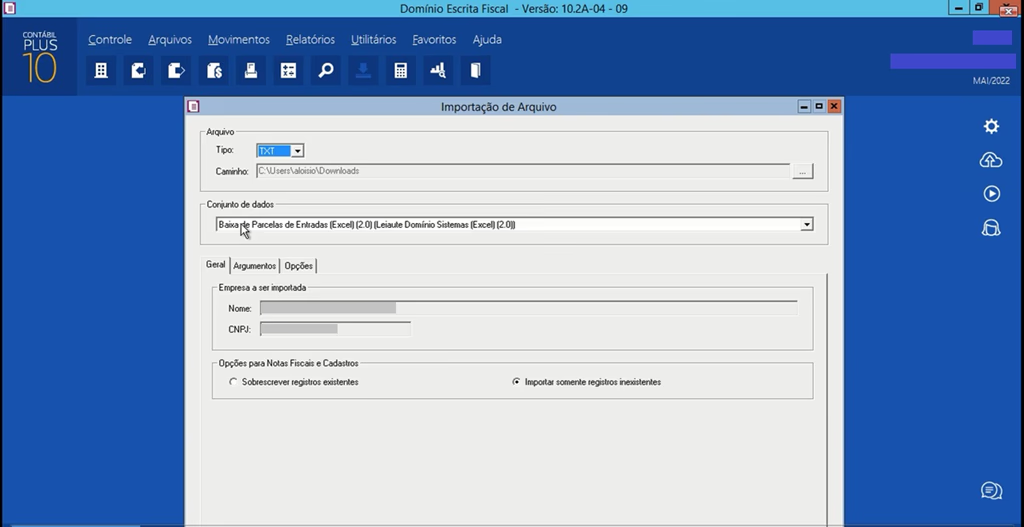 Domínio Escrita Fiscal - Versão: 10.2A-04 - 09
CONTÁBIL
PLUS
10
Controle Arquivos Movimentos Relatórios Utilitários Favoritos Ajuda
MAI/2022
Importação de Arquivo
Arquivo
Tipo: TXT
Caminho: C:\Users\aloisio\Downloads
...
Conjunto de dados
Baixa de Parcelas de Entradas (Excel) (2.0) (Leiaute Domínio Sistemas (Excel) (2.0))
Geral Argumentos Opções
Empresa a ser importada
Nome:
CNPJ:
Opções para Notas Fiscais e Cadastros
Sobrescrever registros existentes Importar somente registros inexistentes